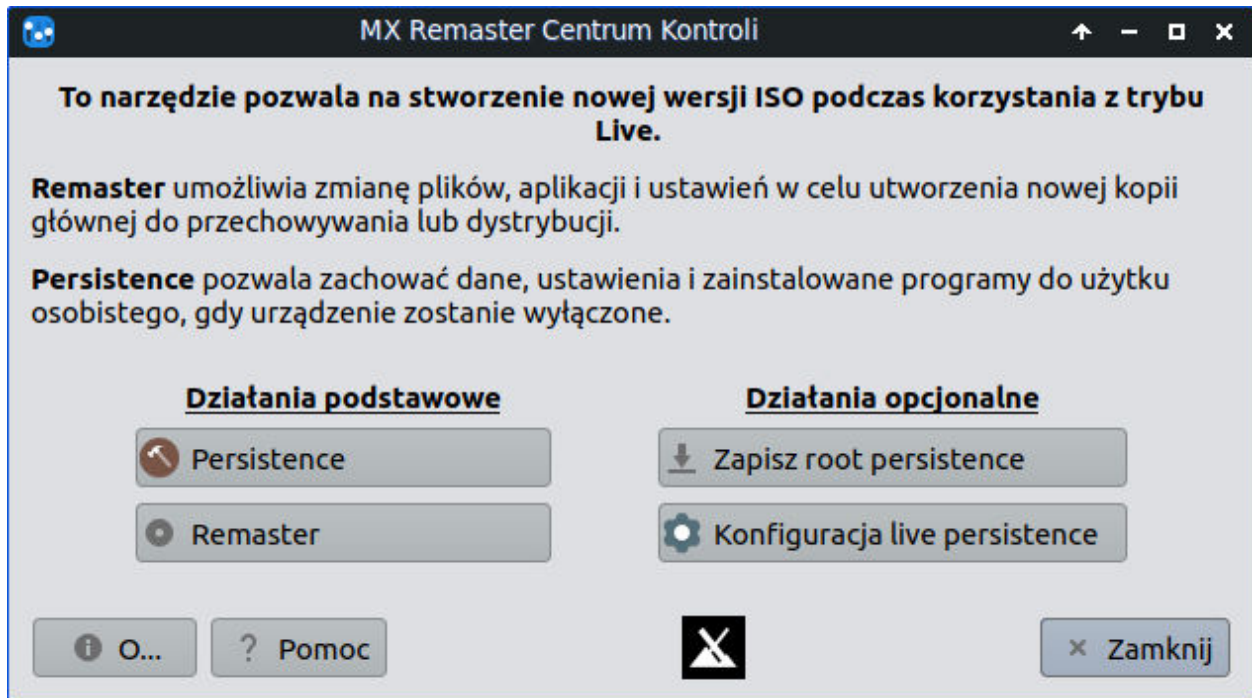 MX Remaster Centrum Kontroli
To narzędzie pozwala na stworzenie nowej wersji ISO podczas korzystania z trybu
Live.
Remaster umożliwia zmianę plików, aplikacji i ustawień w celu utworzenia nowej kopii
głównej do przechowywania lub dystrybucji.
Persistence pozwala zachować dane, ustawienia i zainstalowane programy do użytku
osobistego, gdy urządzenie zostanie wyłączone.
Działania podstawowe
Persistence
Remaster
Działania opcjonalne
Zapisz root persistence
Konfiguracja live persistence
O...
? Pomoc
Zamknij